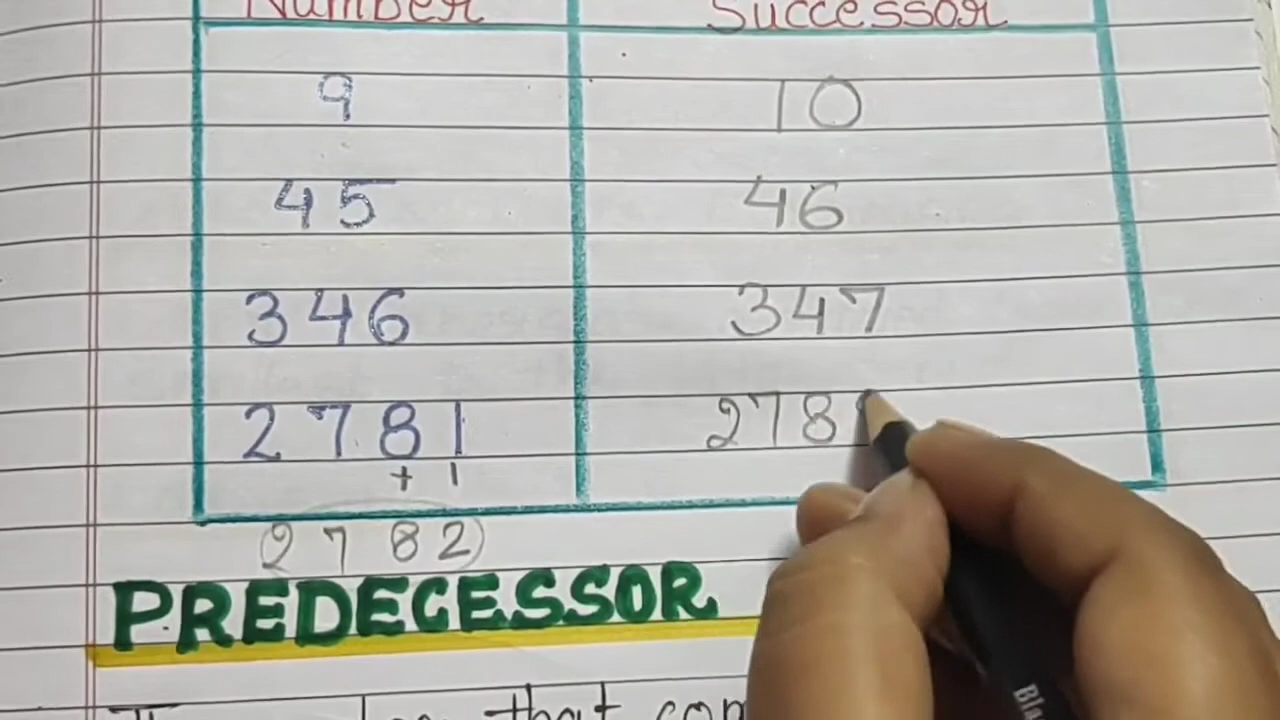 Number Successor
9 10
45 46
346 347
2781 278
+ 1
2782
PREDECESSOR
that com